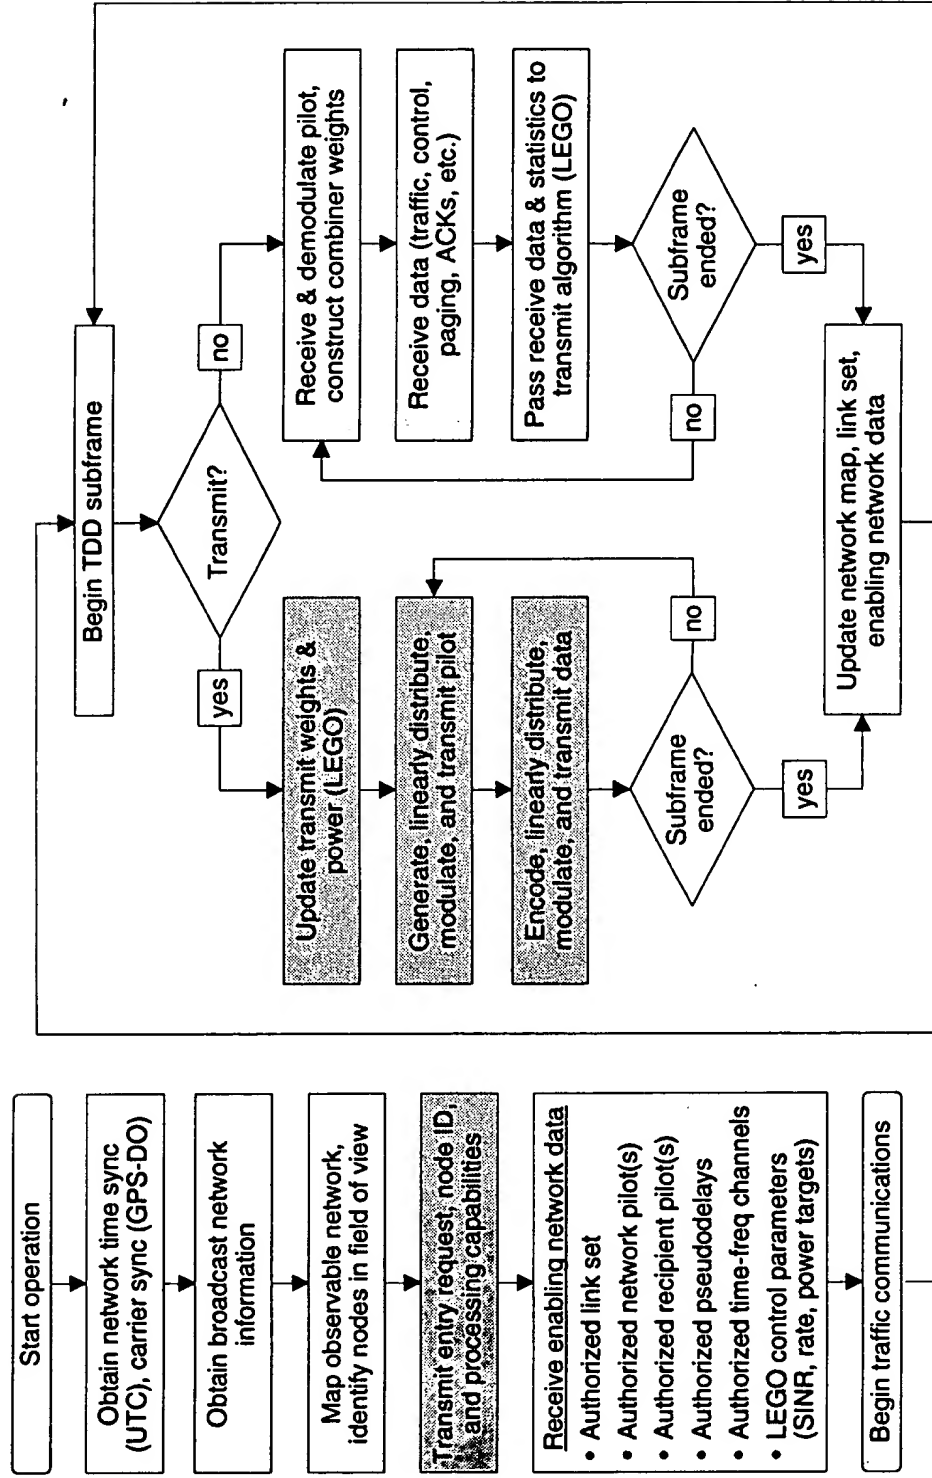 Start operation
Obtain network time sync
(UTC), carrier sync (GPS-DO)
Obtain broadcast network
information
Map observable network,
identify nodes in field of view
Transmit entry request, node ID,
and processing capabilities
Receive enabling network data
• Authorized link set
• Authorized network pilot(s)
• Authorized recipient pilot(s)
• Authorized pseudodelays
• Authorized time-freq channels
• LEGO control parameters
(SINR, rate, power targets)
Begin traffic communications
Begin TDD subframe
Transmit?
yes
no
Update transmit weights &
power (LEGO)
Generate, linearly distribute,
modulate, and transmit pilot
Encode, linearly distribute,
modulate, and transmit data
Subframe
ended?
no
yes
Receive & demodulate pilot,
construct combiner weights
Receive data (traffic, control,
paging, ACKs, etc.)
Pass receive data & statistics to
transmit algorithm (LEGO)
Subframe
ended?
no
yes
Update network map, link set,
enabling network data